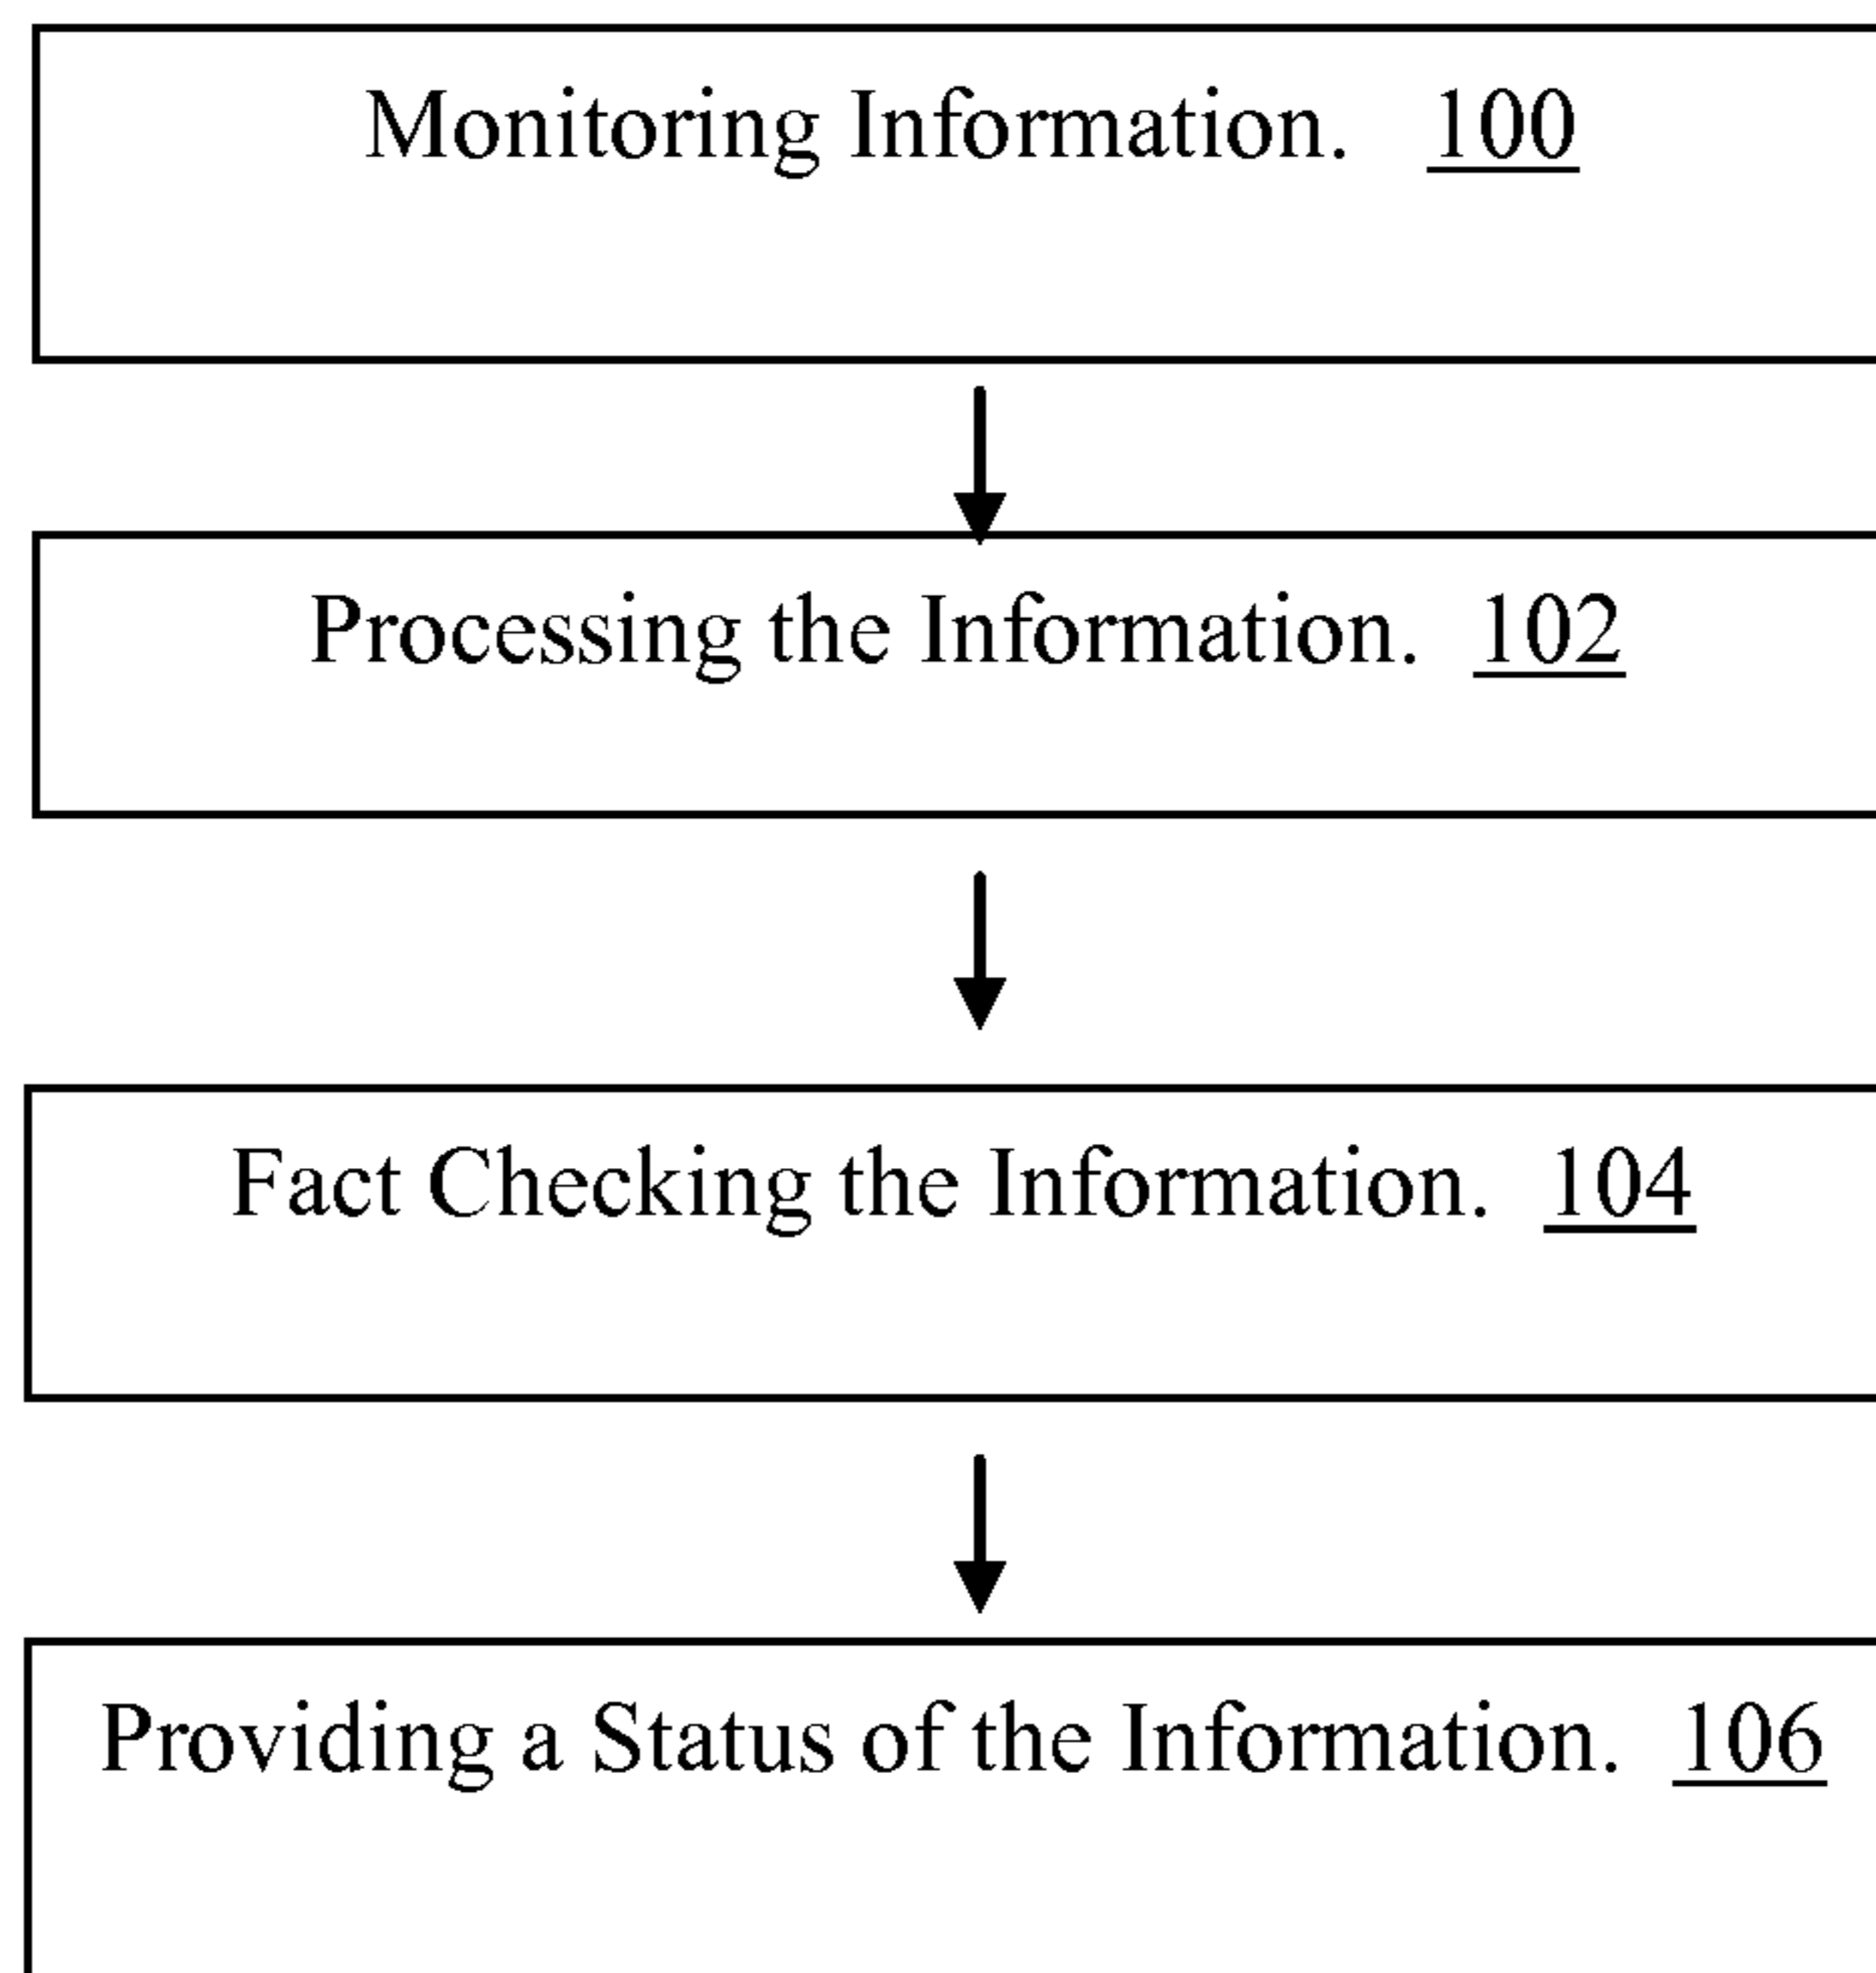 Monitoring Information. 100
Processing the Information. 102
Fact Checking the Information. 104
Providing a Status of the Information. 106